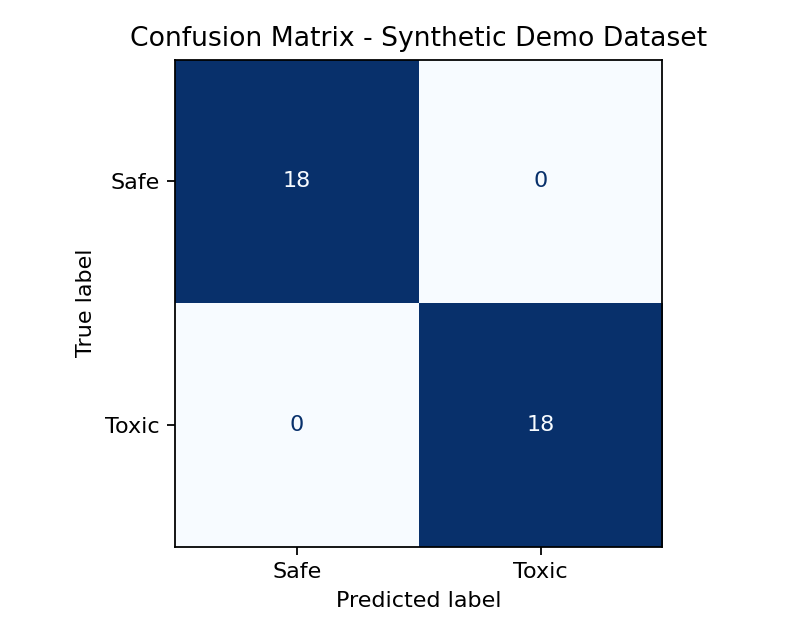 Confusion Matrix - Synthetic Demo Dataset
Safe
18
0
True label
Toxic
0
18
Safe
Toxic
Predicted label